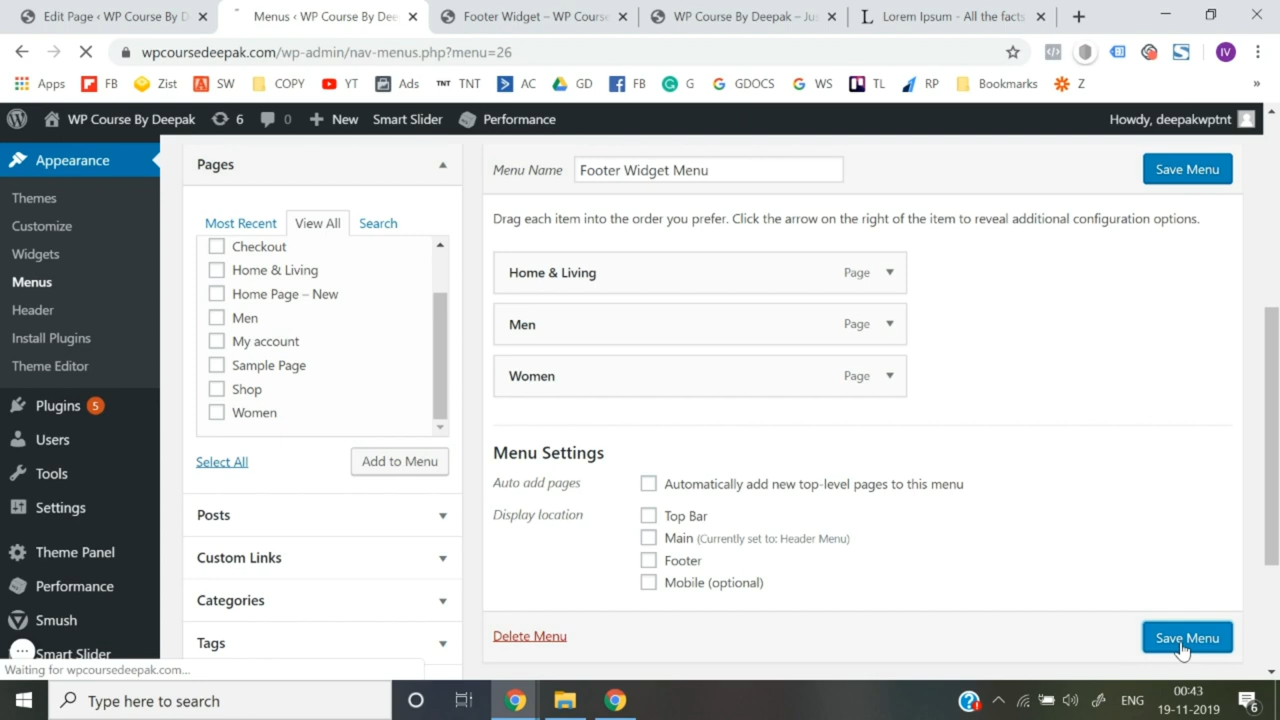 Edit Page ‹ WP Course By D
Menus ‹ WP Course By Dee
Footer Widget – WP Course
WP Course By Deepak – Jus
Lorem Ipsum - All the facts
wpcoursedeepak.com/wp-admin/nav-menus.php?menu=26
IV
Apps FB Zist SW COPY YT Ads TNT TNT AC GD FB G GDOCS WS TL RP Bookmarks Z »
WP Course By Deepak 6 0 New Smart Slider Performance Howdy, deepakwptnt
Appearance
Themes
Customize
Widgets
Menus
Header
Install Plugins
Theme Editor
Plugins 5
Users
Tools
Settings
Theme Panel
Performance
Smush
Smart Slider
Waiting for wpcoursedeepak.com...
Pages
Most Recent View All Search
Checkout
Home & Living
Home Page – New
Men
My account
Sample Page
Shop
Women
Select All Add to Menu
Posts
Custom Links
Categories
Tags
Menu Name Footer Widget Menu Save Menu
Drag each item into the order you prefer. Click the arrow on the right of the item to reveal additional configuration options.
Home & Living Page
Men Page
Women Page
Menu Settings
Auto add pages Automatically add new top-level pages to this menu
Display location Top Bar
Main (Currently set to: Header Menu)
Footer
Mobile (optional)
Delete Menu Save Menu
Type here to search
ENG
00:43
19-11-2019
6